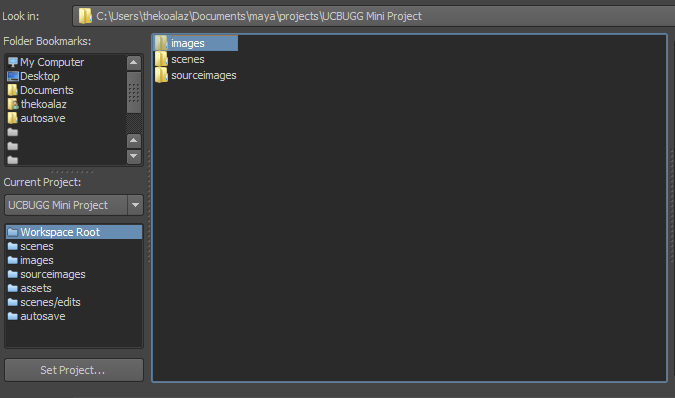 Look in:
C:\Users\thekoalaz\Documents\maya\projects\UCBUGG Mini Project
Folder Bookmarks:
My Computer
Desktop
Documents
thekoalaz
autosave
images
scenes
sourceimages
Current Project:
UCBUGG Mini Project
Workspace Root
scenes
images
sourceimages
assets
scenes/edits
autosave
Set Project...